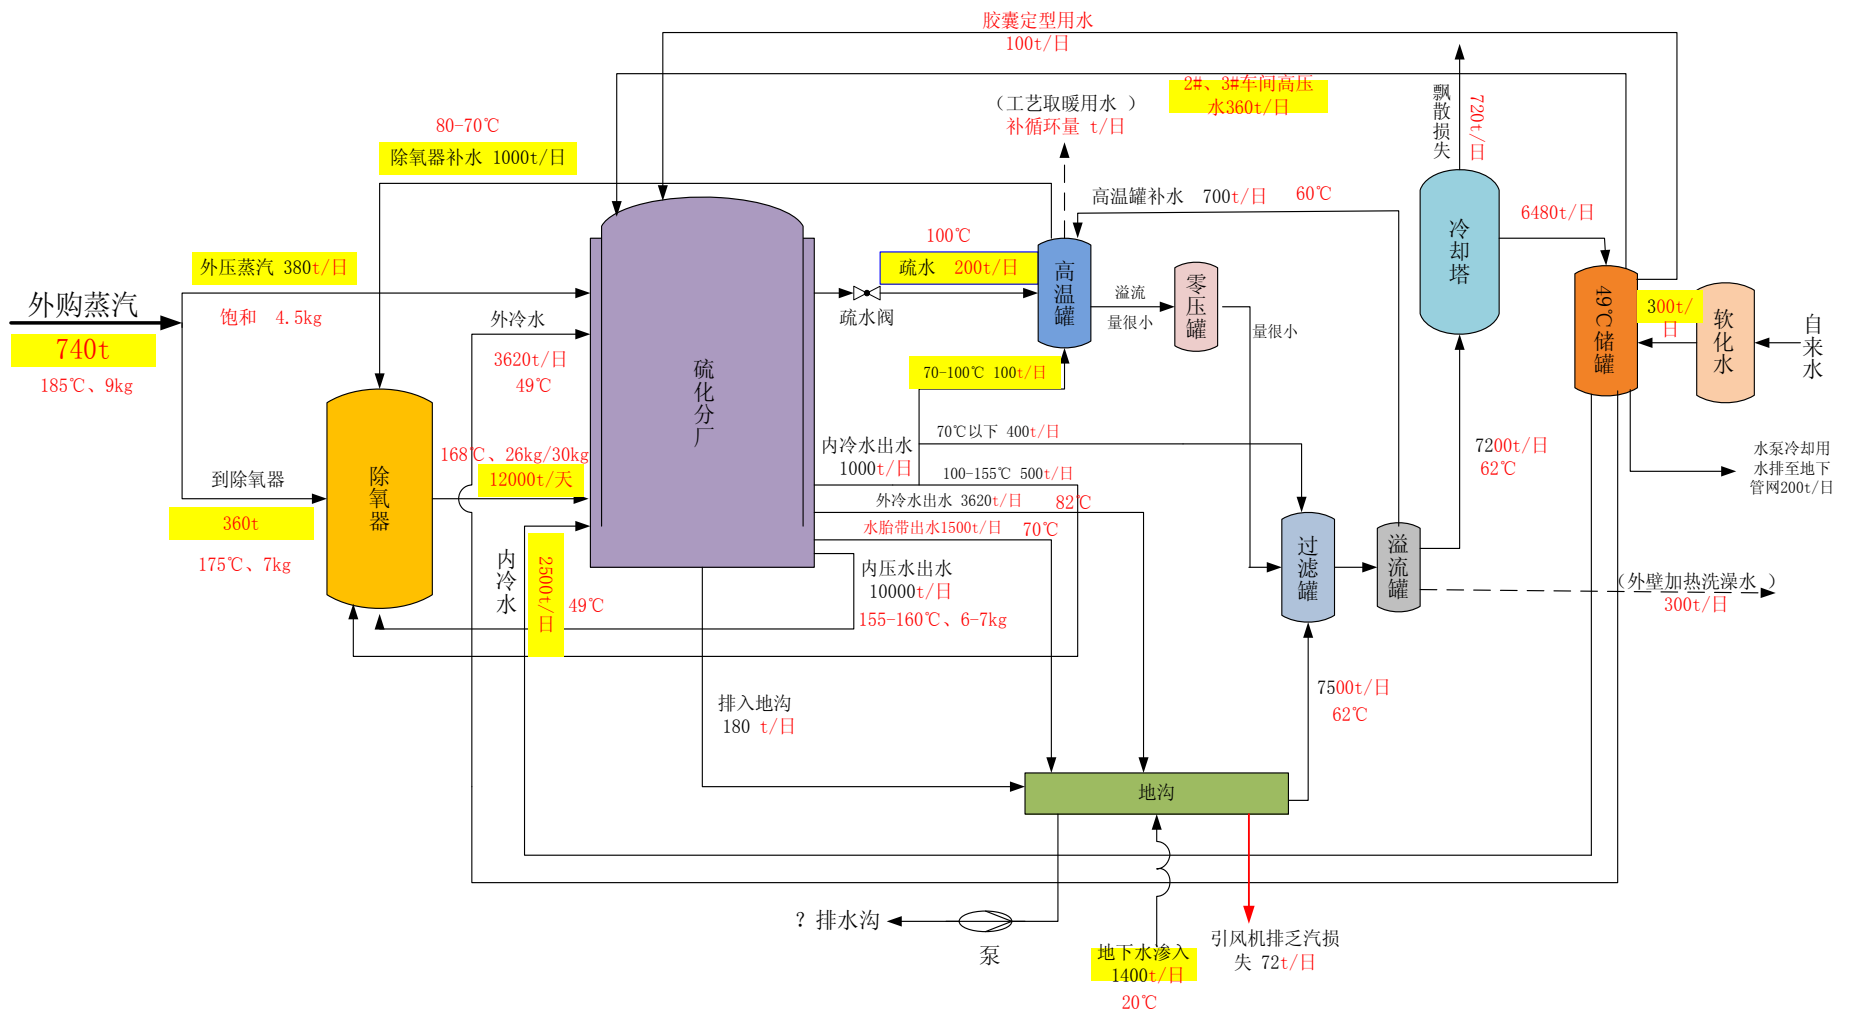 胶囊定型用水
100t/日
2#、3#车间高压
水360t/日
（工艺取暖用水 ）
补循环量 t/日
飘散损失
720t/日
80-70℃
除氧器补水 1000t/日
高温罐补水 700t/日 60℃
6480t/日
外压蒸汽 380t/日
外购蒸汽
740t
185℃、9kg
饱和 4.5kg
外冷水
3620t/日
49℃
100℃
疏水 200t/日
疏水阀
高温罐
溢流
量很小
零压罐
量很小
冷却塔
49℃储罐
300t/
日
软化水
自来水
硫化分厂
70-100℃ 100t/日
70℃以下 400t/日
内冷水出水
1000t/日
100-155℃ 500t/日
外冷水出水 3620t/日
82℃
水胎带出水1500t/日 70℃
内压水出水
10000t/日
155-160℃、6-7kg
7200t/日
62℃
水泵冷却用
水排至地下
管网200t/日
168℃、26kg/30kg
12000t/天
到除氧器
360t
175℃、7kg
除氧器
内冷水
2500t/
日
49℃
过滤罐
溢流罐
（外壁加热洗澡水 ）
300t/日
排入地沟
180 t/日
7500t/日
62℃
地沟
？排水沟
泵
地下水渗入
1400t/日
20℃
引风机排乏汽损
失 72t/日